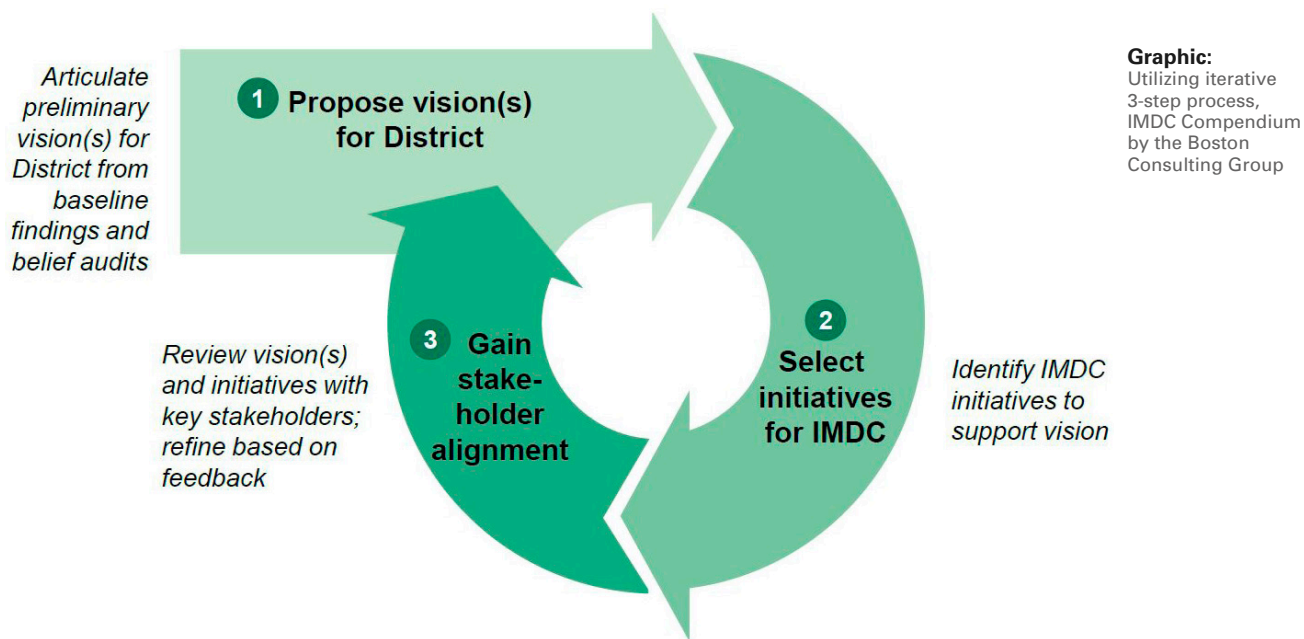 Articulate
preliminary
vision(s) for
District from
baseline
findings and
belief audits
1 Propose vision(s)
for District
Graphic:
Utilizing iterative
3-step process,
IMDC Compendium
by the Boston
Consulting Group
2
Select
initiatives
for IMDC
Identify IMDC
initiatives to
support vision
3 Gain
stake-
holder
alignment
Review vision(s)
and initiatives with
key stakeholders;
refine based on
feedback